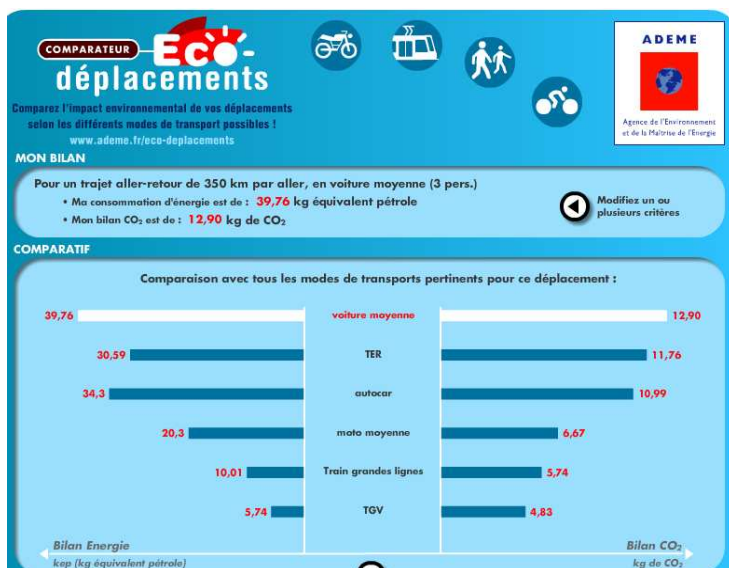 COMPARATEUR
Eco-
déplacements
Comparez l'impact environnemental de vos déplacements
selon les différents modes de transport possibles !
www.ademe.fr/eco-deplacements
ADEME
Agence de l'Environnement
et de la Maîtrise de l'Energie
MON BILAN
Pour un trajet aller-retour de 350 km par aller, en voiture moyenne (3 pers.)
• Ma consommation d'énergie est de : 39,76 kg équivalent pétrole
• Mon bilan CO₂ est de : 12,90 kg de CO₂
Modifiez un ou
plusieurs critères
COMPARATIF
Comparaison avec tous les modes de transports pertinents pour ce déplacement :
39,76 voiture moyenne 12,90
30,59 TER 11,76
34,3 autocar 10,99
20,3 moto moyenne 6,67
10,01 Train grandes lignes 5,74
5,74 TGV 4,83
Bilan Energie Bilan CO₂
kep (kg équivalent pétrole) kg de CO₂